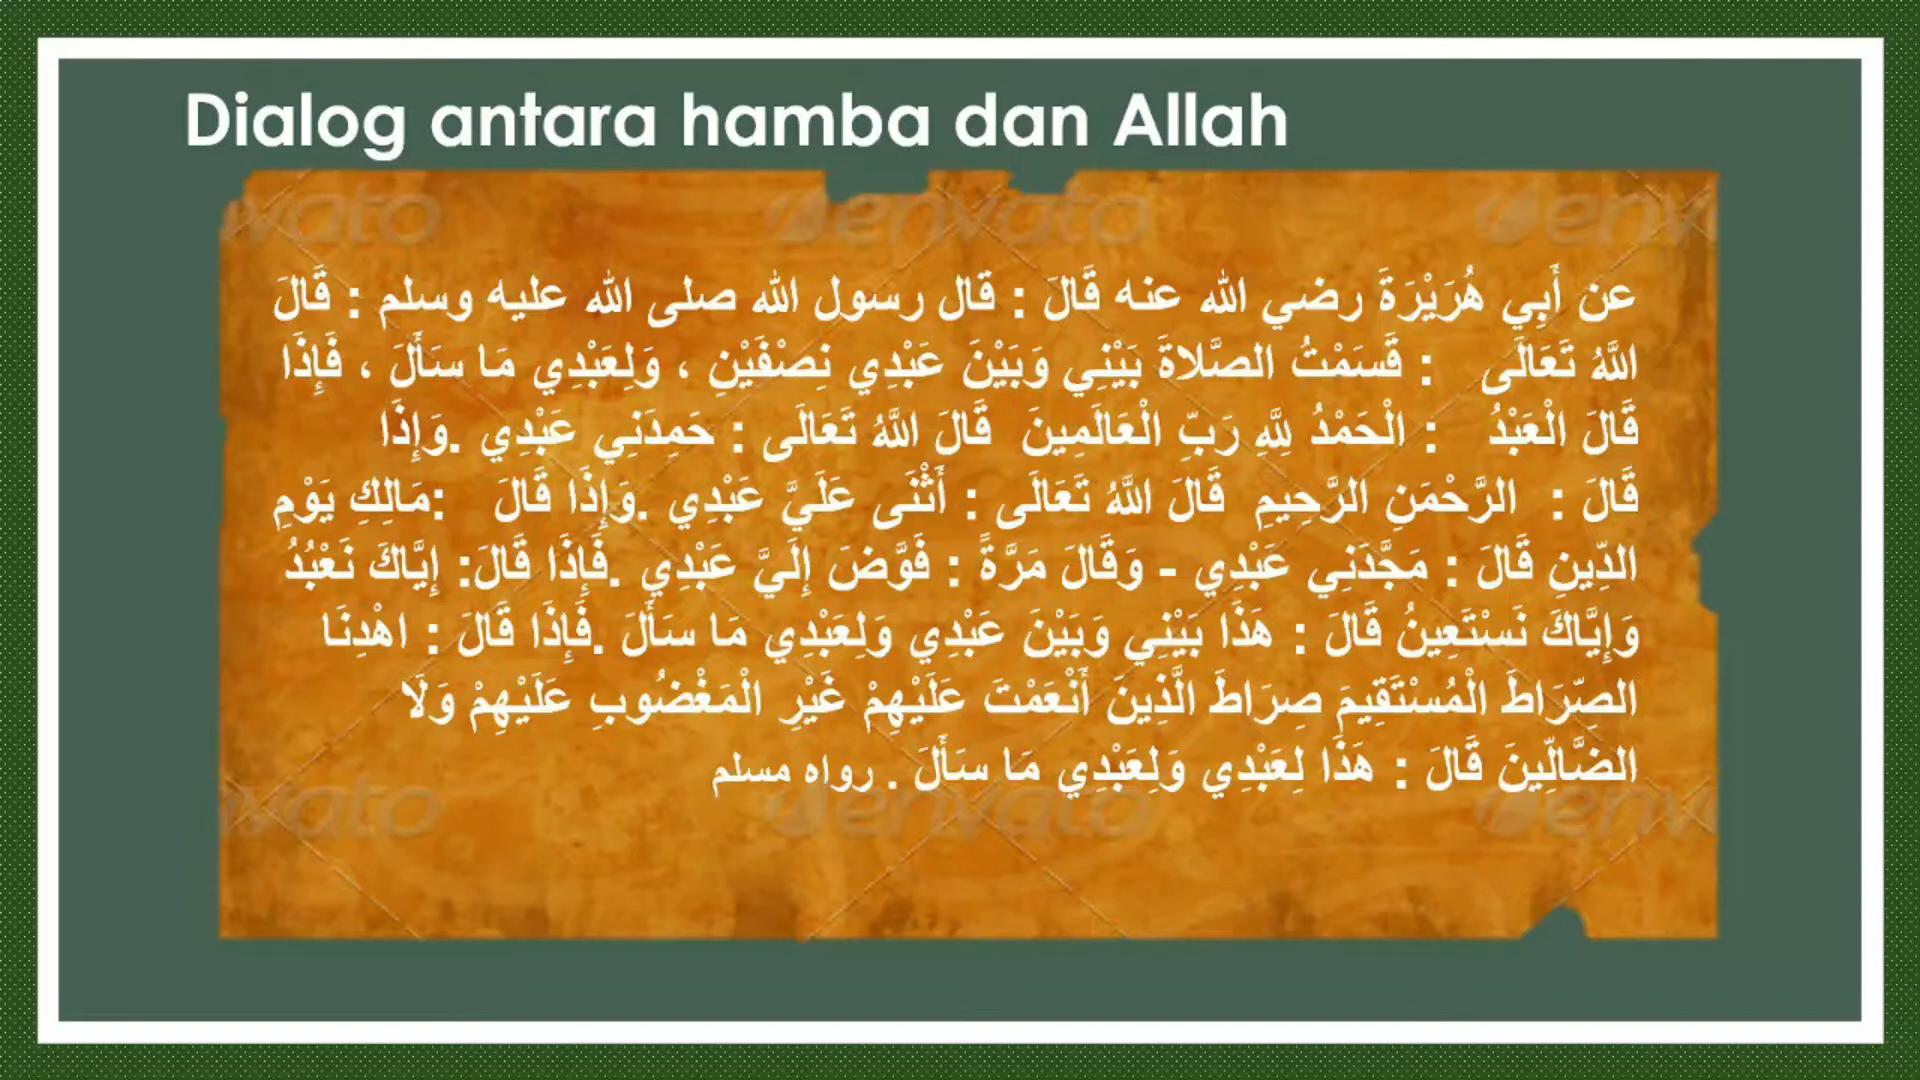 Dialog antara hamba dan Allah
عن أَبِي هُرَيْرَةَ رضي الله عنه قَالَ : قال رسول الله صلى الله عليه وسلم : قَالَ
اللَّهُ تَعَالَى : قَسَمْتُ الصَّلاةَ بَيْنِي وَبَيْنَ عَبْدِي نِصْفَيْنِ ، وَلِعَبْدِي مَا سَأَلَ ، فَإِذَا
قَالَ الْعَبْدُ : الْحَمْدُ لِلَّهِ رَبِّ الْعَالَمِينَ قَالَ اللَّهُ تَعَالَى : حَمِدَنِي عَبْدِي .وَإِذَا
قَالَ : الرَّحْمَنِ الرَّحِيمِ قَالَ اللَّهُ تَعَالَى : أَثْنَى عَلَيَّ عَبْدِي .وَإِذَا قَالَ :مَالِكِ يَوْمِ
الدِّينِ قَالَ : مَجَّدَنِي عَبْدِي - وَقَالَ مَرَّةً : فَوَّضَ إِلَيَّ عَبْدِي .فَإِذَا قَالَ: إِيَّاكَ نَعْبُدُ
وَإِيَّاكَ نَسْتَعِينُ قَالَ : هَذَا بَيْنِي وَبَيْنَ عَبْدِي وَلِعَبْدِي مَا سَأَلَ .فَإِذَا قَالَ : اهْدِنَا
الصِّرَاطَ الْمُسْتَقِيمَ صِرَاطَ الَّذِينَ أَنْعَمْتَ عَلَيْهِمْ غَيْرِ الْمَغْضُوبِ عَلَيْهِمْ وَلَا
الضَّالِّينَ قَالَ : هَذَا لِعَبْدِي وَلِعَبْدِي مَا سَأَلَ . رواه مسلم
envato